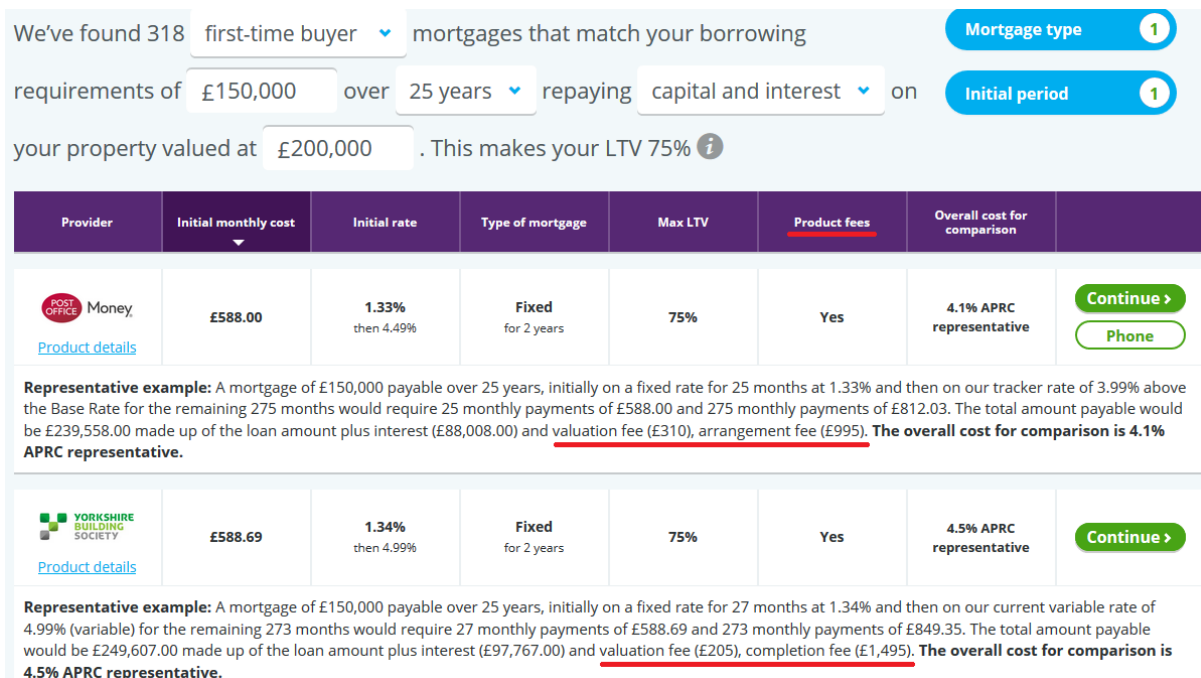 We've found 318 first-time buyer mortgages that match your borrowing
requirements of £150,000 over 25 years repaying capital and interest on
your property valued at £200,000 . This makes your LTV 75% i
Mortgage type 1
Initial period 1
Provider Initial monthly cost Initial rate Type of mortgage Max LTV Product fees Overall cost for
comparison
POST
OFFICE Money
Product details
£588.00
1.33%
then 4.49%
Fixed
for 2 years
75%
Yes
4.1% APRC
representative
Continue >
Phone
Representative example: A mortgage of £150,000 payable over 25 years, initially on a fixed rate for 25 months at 1.33% and then on our tracker rate of 3.99% above
the Base Rate for the remaining 275 months would require 25 monthly payments of £588.00 and 275 monthly payments of £812.03. The total amount payable would
be £239,558.00 made up of the loan amount plus interest (£88,008.00) and valuation fee (£310), arrangement fee (£995). The overall cost for comparison is 4.1%
APRC representative.
YORKSHIRE
BUILDING
SOCIETY
Product details
£588.69
1.34%
then 4.99%
Fixed
for 2 years
75%
Yes
4.5% APRC
representative
Continue >
Representative example: A mortgage of £150,000 payable over 25 years, initially on a fixed rate for 27 months at 1.34% and then on our current variable rate of
4.99% (variable) for the remaining 273 months would require 27 monthly payments of £588.69 and 273 monthly payments of £849.35. The total amount payable
would be £249,607.00 made up of the loan amount plus interest (£97,767.00) and valuation fee (£205), completion fee (£1,495). The overall cost for comparison is
4.5% APRC representative.